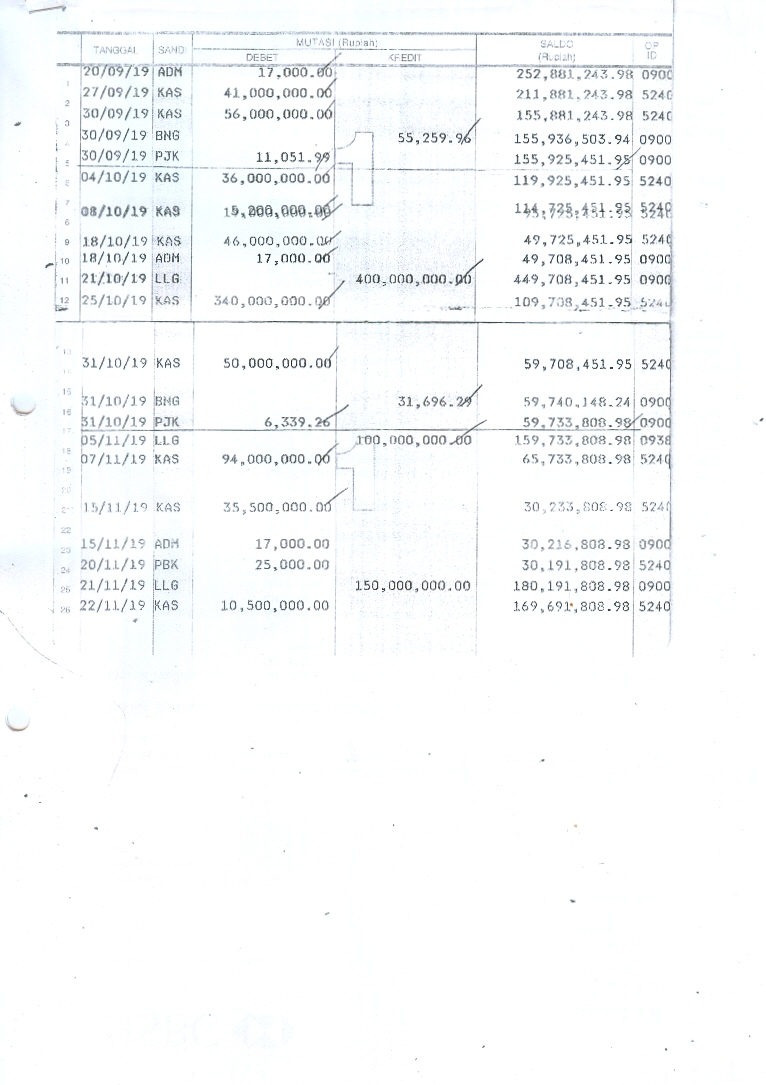 MUTASI (Rupiah) SALDO OP
TANGGAL SANDI DEBET KREDIT (Rupiah) ID
20/09/19 ADM 17,000.00 252,881,243.98 0900
1 27/09/19 KAS 41,000,000.00 211,881,243.98 5240
2 30/09/19 KAS 56,000,000.00 155,881,243.98 5240
3 30/09/19 BNG 55,259.96 155,936,503.94 0900
30/09/19 PJK 11,051.99 155,925,451.95 0900
5 04/10/19 KAS 36,000,000.00 119,925,451.95 5240
08/10/19 KAS 114,725,451.95 5240
9 18/10/19 KAS 46,000,000.00 49,725,451.95 5240
10 18/10/19 ADM 17,000.00 49,708,451.95 0900
11 21/10/19 LLG 400,000,000.00 449,708,451.95 0900
12 25/10/19 KAS 340,000,000.00 109,708,451.95 5240
13
31/10/19 KAS 50,000,000.00 59,708,451.95 5240
15 31/10/19 BNG 31,696.29 59,740,148.24 0900
16 31/10/19 PJK 6,339.26 59,733,808.98 0900
17 05/11/19 LLG 100,000,000.00 159,733,808.98 0938
18 07/11/19 KAS 94,000,000.00 65,733,808.98 5240
19
20
21 15/11/19 KAS 35,500,000.00 30,233,808.98 5240
22
23 15/11/19 ADM 17,000.00 30,216,808.98 0900
24 20/11/19 PBK 25,000.00 30,191,808.98 5240
25 21/11/19 LLG 150,000,000.00 180,191,808.98 0900
26 22/11/19 KAS 10,500,000.00 169,691,808.98 5240